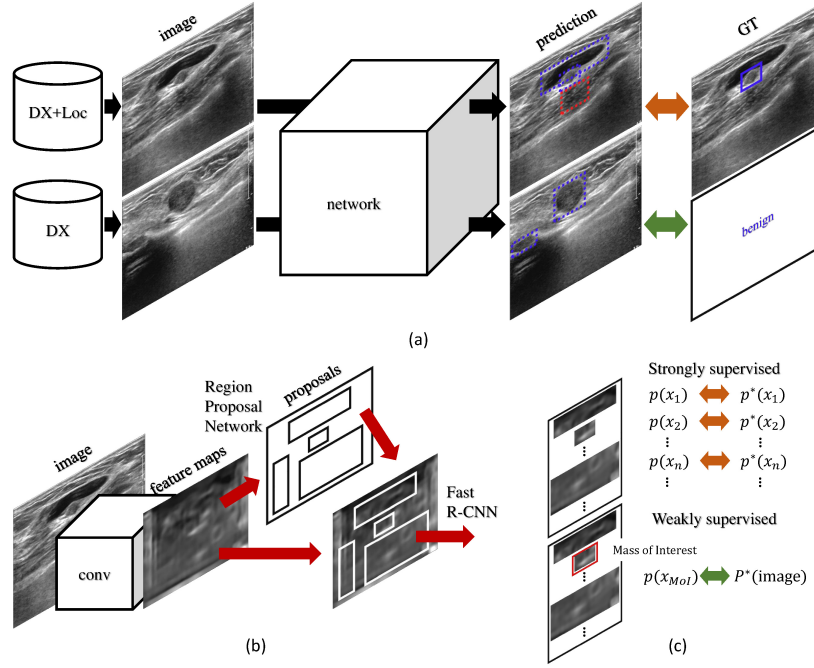 image
prediction
GT
DX+Loc
DX
network
benign
(a)
Region
Proposal
Network
proposals
image
feature maps
conv
Fast
R-CNN
(b)
Strongly supervised
p(x₁) p*(x₁)
p(x₂) p*(x₂)
⋮ ⋮
p(xₙ) p*(xₙ)
⋮ ⋮
Weakly supervised
Mass of Interest
p(x_MoI) P*(image)
(c)